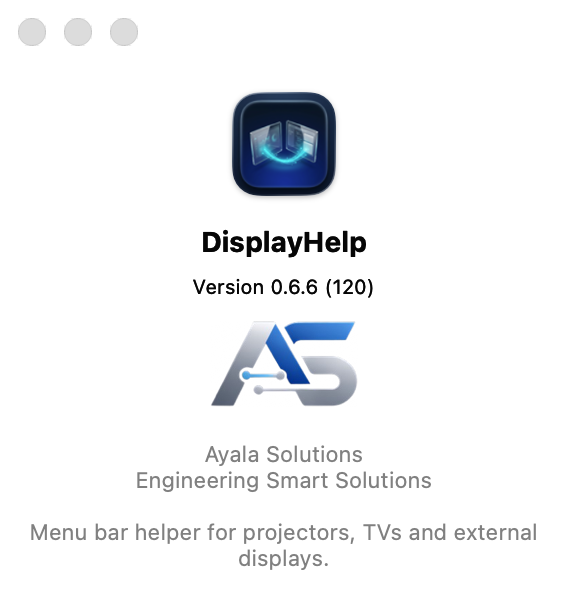 DisplayHelp
Version 0.6.6 (120)
AS
Ayala Solutions
Engineering Smart Solutions
Menu bar helper for projectors, TVs and external
displays.